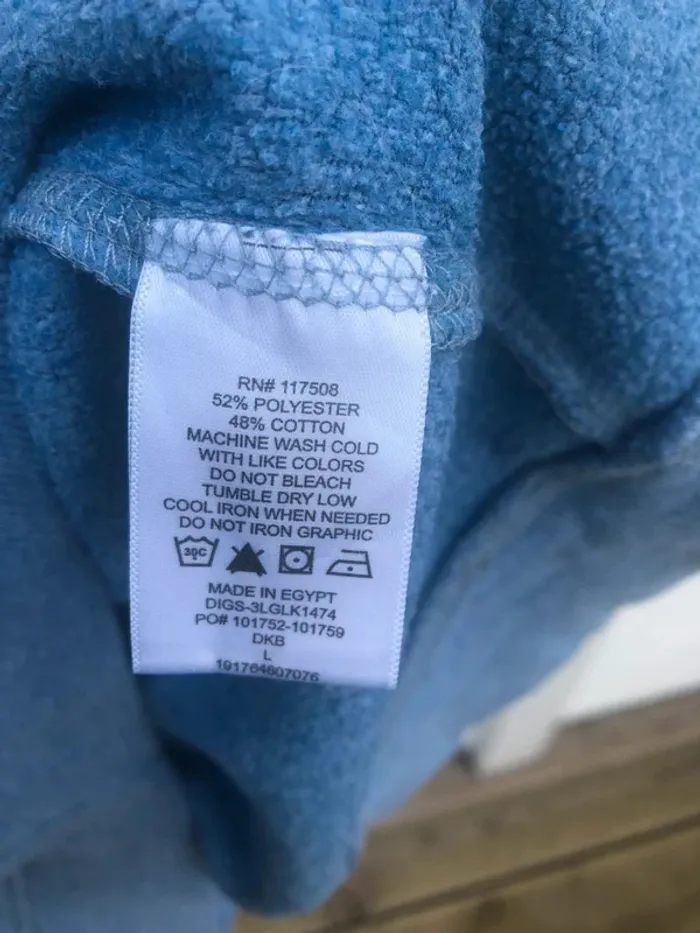 RN# 117508
52% POLYESTER
48% COTTON
MACHINE WASH COLD
WITH LIKE COLORS
DO NOT BLEACH
TUMBLE DRY LOW
COOL IRON WHEN NEEDED
DO NOT IRON GRAPHIC
30C
MADE IN EGYPT
DIGS-3LGLK1474
PO# 101752-101759
DKB
L
191764607076